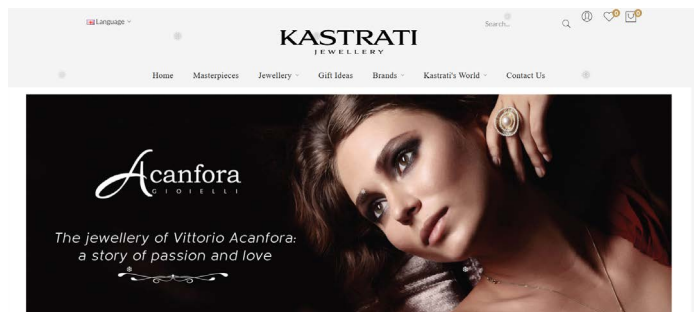 Language
Search...
0
0
KASTRATI
JEWELLERY
Home Masterpieces Jewellery Gift Ideas Brands Kastrati's World Contact Us
Acanfora
GIOIELLI
The jewellery of Vittorio Acanfora:
a story of passion and love